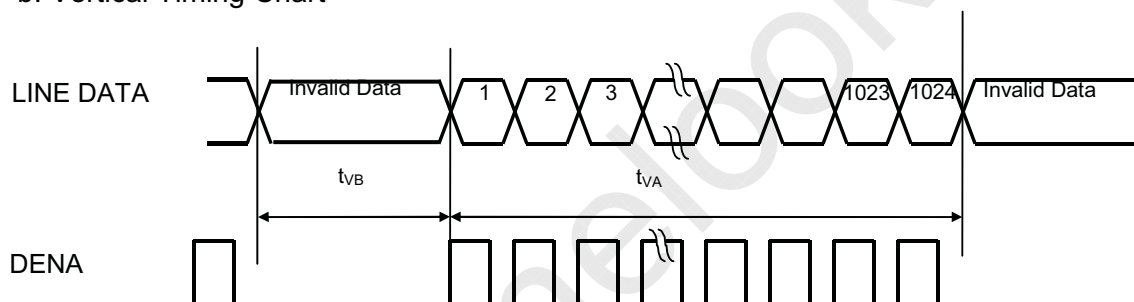 b. Vertical Timing Chart
LINE DATA
Invalid Data
1
2
3
1023
1024
Invalid Data
tVB
tVA
DENA